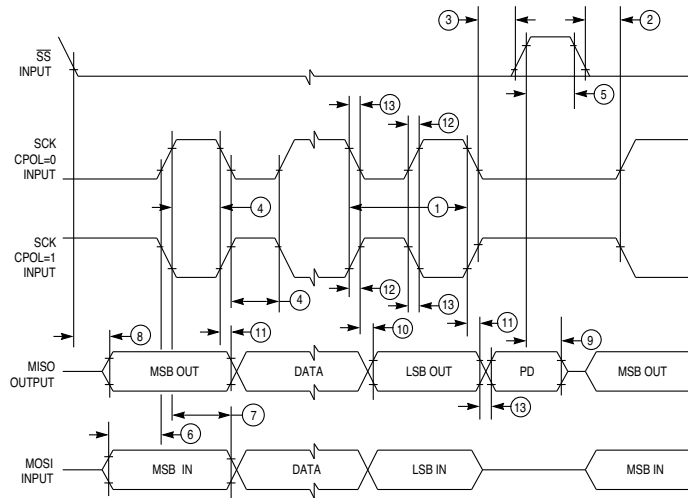 3
2
SS
INPUT
5
13
12
SCK
CPOL=0
INPUT
4
1
SCK
CPOL=1
INPUT
12
4
13
8
11
10
11
9
MISO
OUTPUT
MSB OUT
DATA
LSB OUT
PD
MSB OUT
13
7
6
MOSI
INPUT
MSB IN
DATA
LSB IN
MSB IN